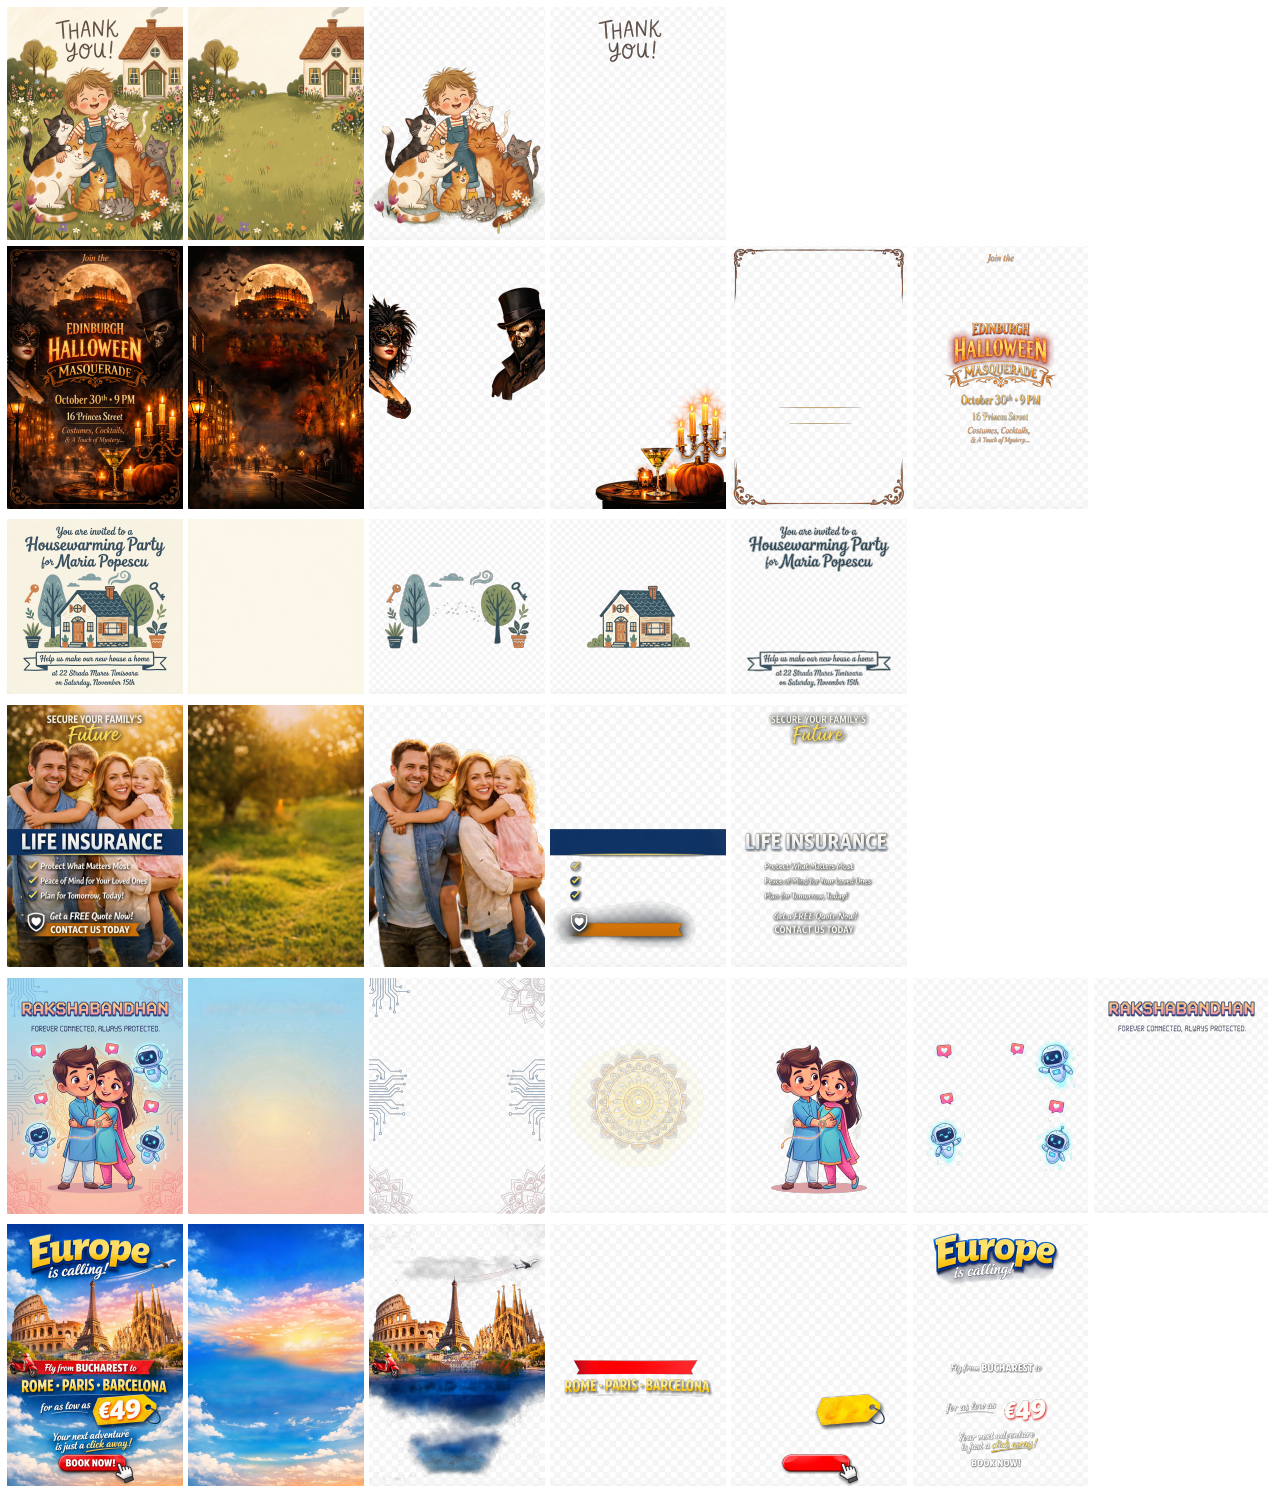 THANK
YOU!
THANK
YOU!
Join the
EDINBURGH
HALLOWEEN
MASQUERADE
October 30th • 9 PM
16 Princes Street
Costumes, Cocktails,
& A Touch of Mystery...
Join the
EDINBURGH
HALLOWEEN
MASQUERADE
October 30th • 9 PM
16 Princes Street
Costumes, Cocktails,
& A Touch of Mystery...
You are invited to a
Housewarming Party
for Maria Popescu
Help us make our new house a home
at 22 Strada Mures Timisoara
on Saturday, November 15th
You are invited to a
Housewarming Party
for Maria Popescu
Help us make our new house a home
at 22 Strada Mures Timisoara
on Saturday, November 15th
SECURE YOUR FAMILY'S
Future
LIFE INSURANCE
Protect What Matters Most
Peace of Mind for Your Loved Ones
Plan for Tomorrow, Today!
Get a FREE Quote Now!
CONTACT US TODAY
SECURE YOUR FAMILY'S
Future
LIFE INSURANCE
Protect What Matters Most
Peace of Mind for Your Loved Ones
Plan for Tomorrow, Today!
Get a FREE Quote Now!
CONTACT US TODAY
RAKSHABANDHAN
FOREVER CONNECTED, ALWAYS PROTECTED.
RAKSHABANDHAN
FOREVER CONNECTED, ALWAYS PROTECTED.
Europe
is calling!
Fly from BUCHAREST to
ROME • PARIS • BARCELONA
for as low as €49
Your next adventure
is just a click away!
BOOK NOW!
ROME • PARIS • BARCELONA
Europe
is calling!
Fly from BUCHAREST to
for as low as €49
Your next adventure
is just a click away!
BOOK NOW!